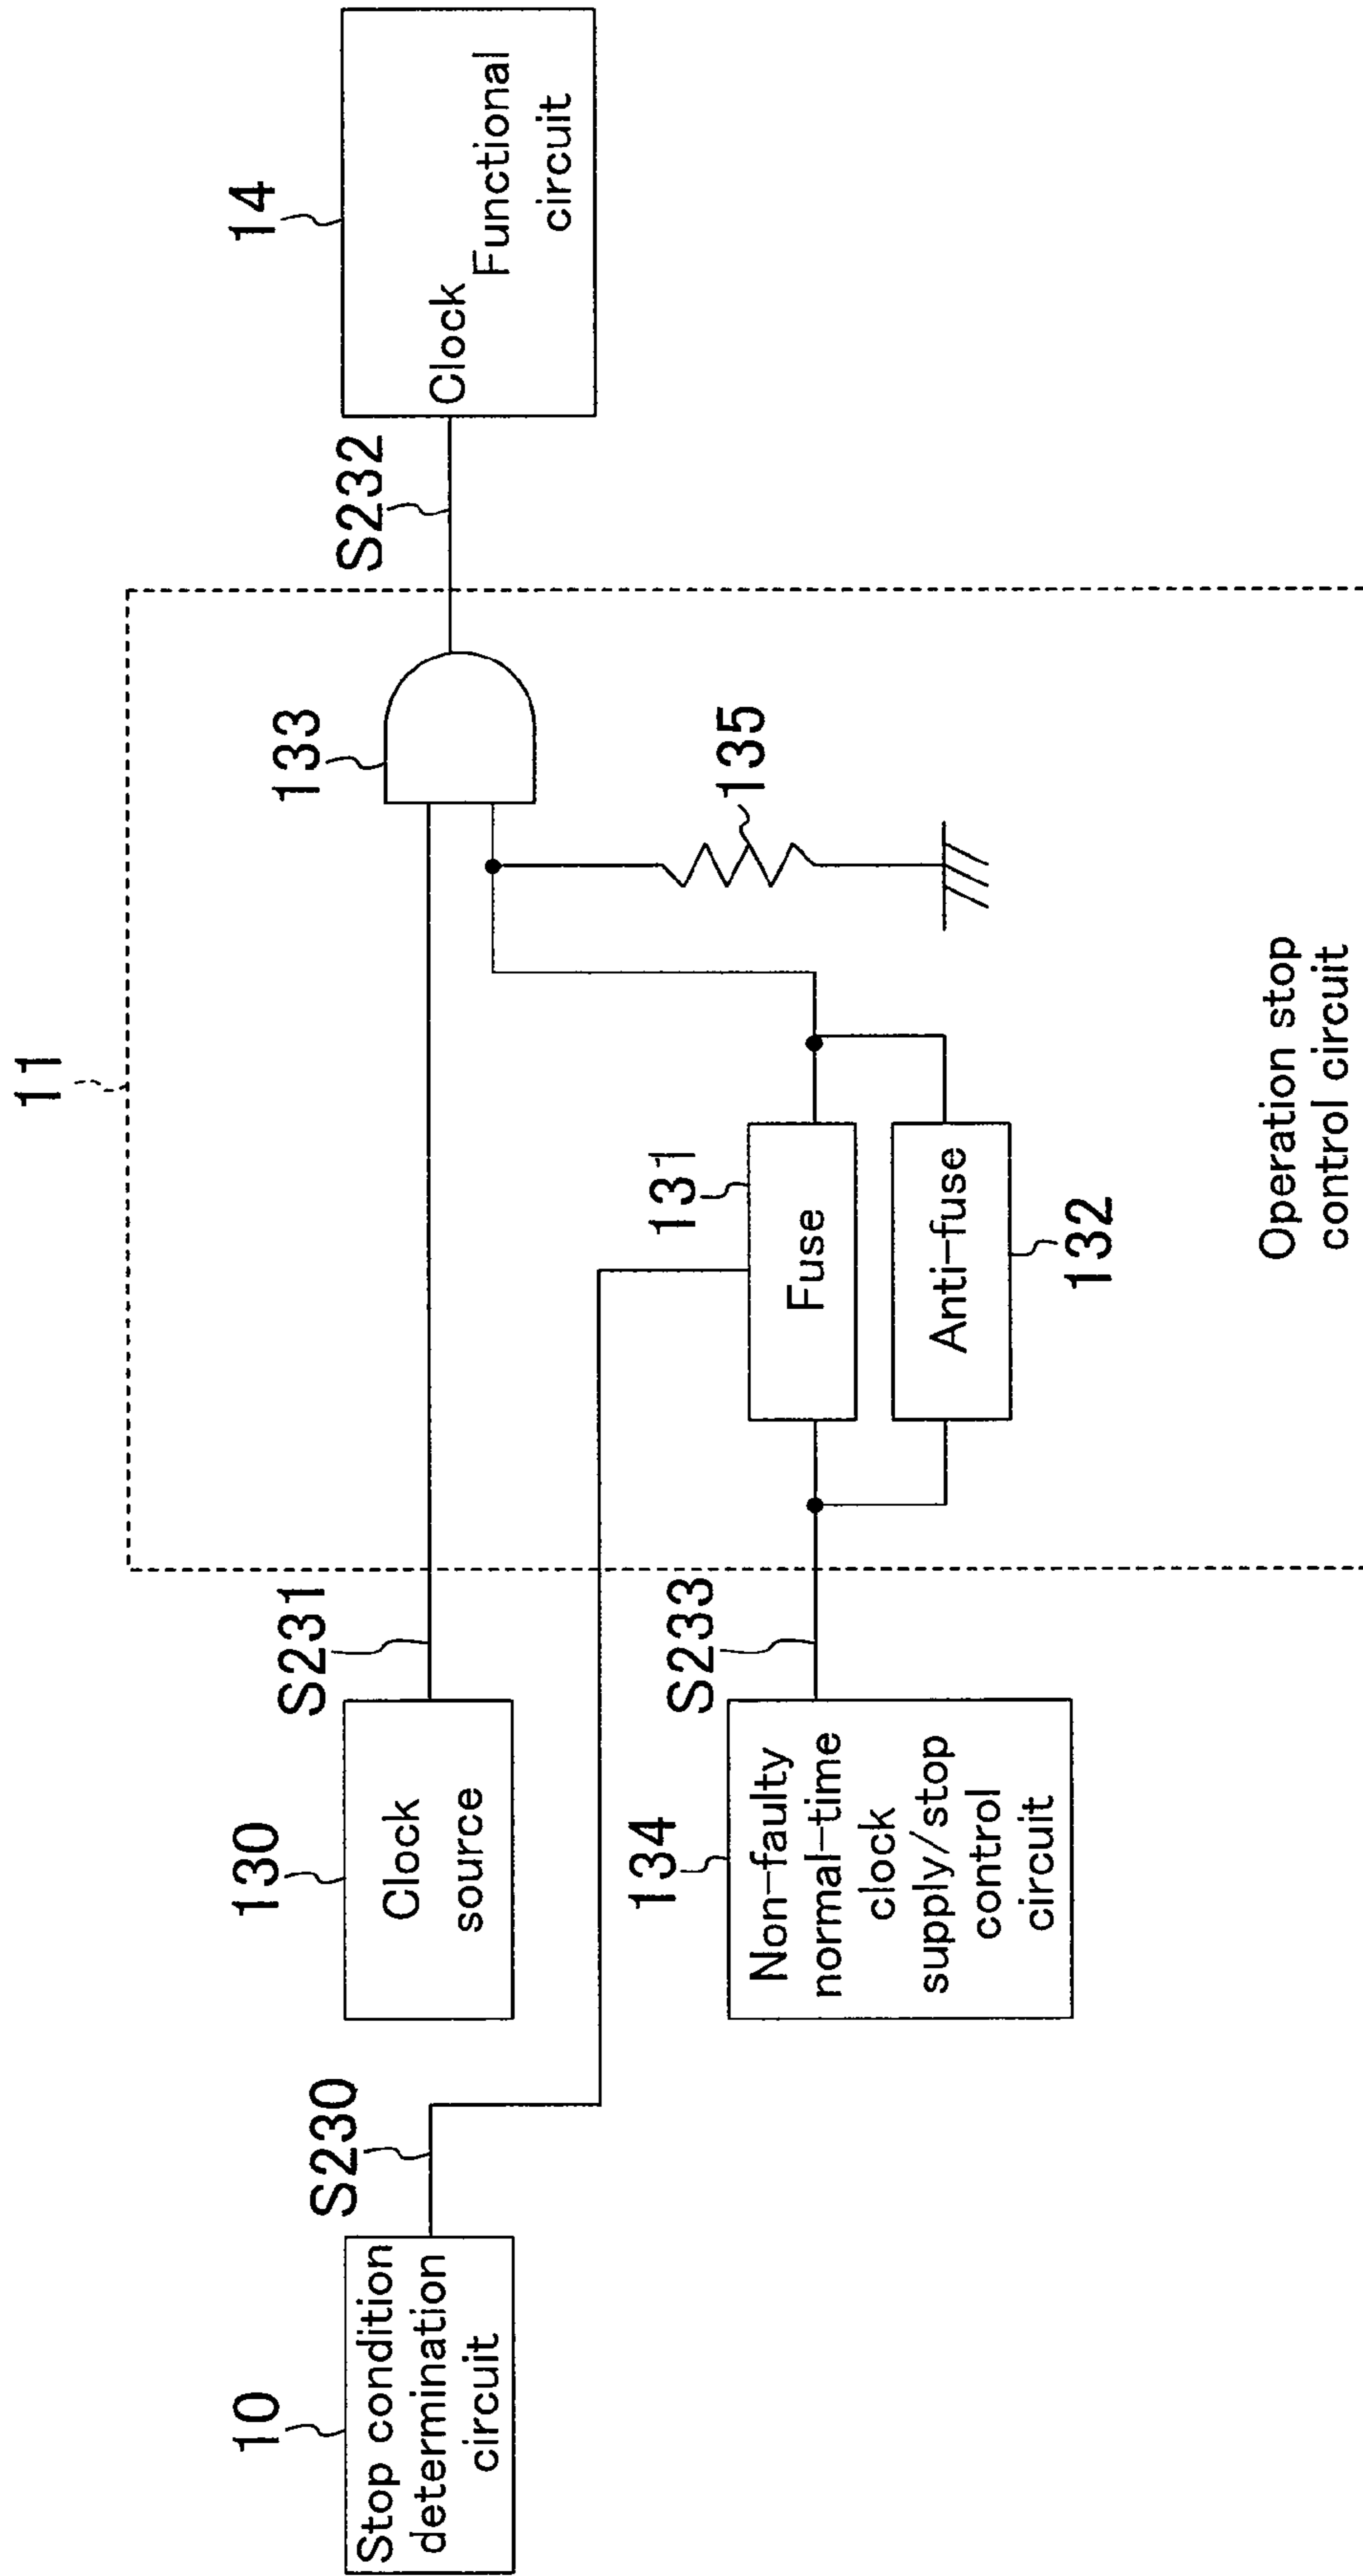 11
10
Stop condition
determination
circuit
S230
130
Clock
source
S231
134
Non-faulty
normal-time
clock
supply/stop
control
circuit
S233
131
Fuse
Anti-fuse
132
133
135
Operation stop
control circuit
S232
14
Clock
Functional
circuit